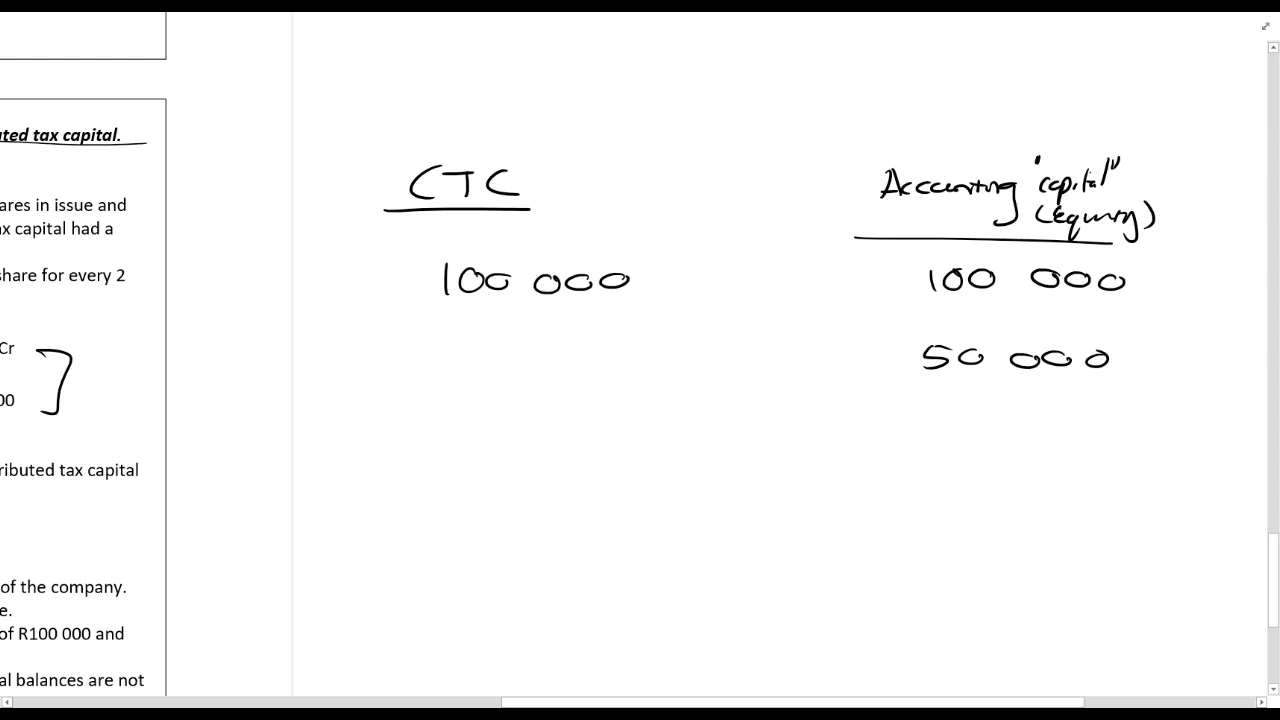 uted tax capital.
ares in issue and
ax capital had a
share for every 2
Cr
00
ributed tax capital
of the company.
e.
of R100 000 and
al balances are not
CTC
100 000
Accounting "capital"
(Equity)
100 000
50 000